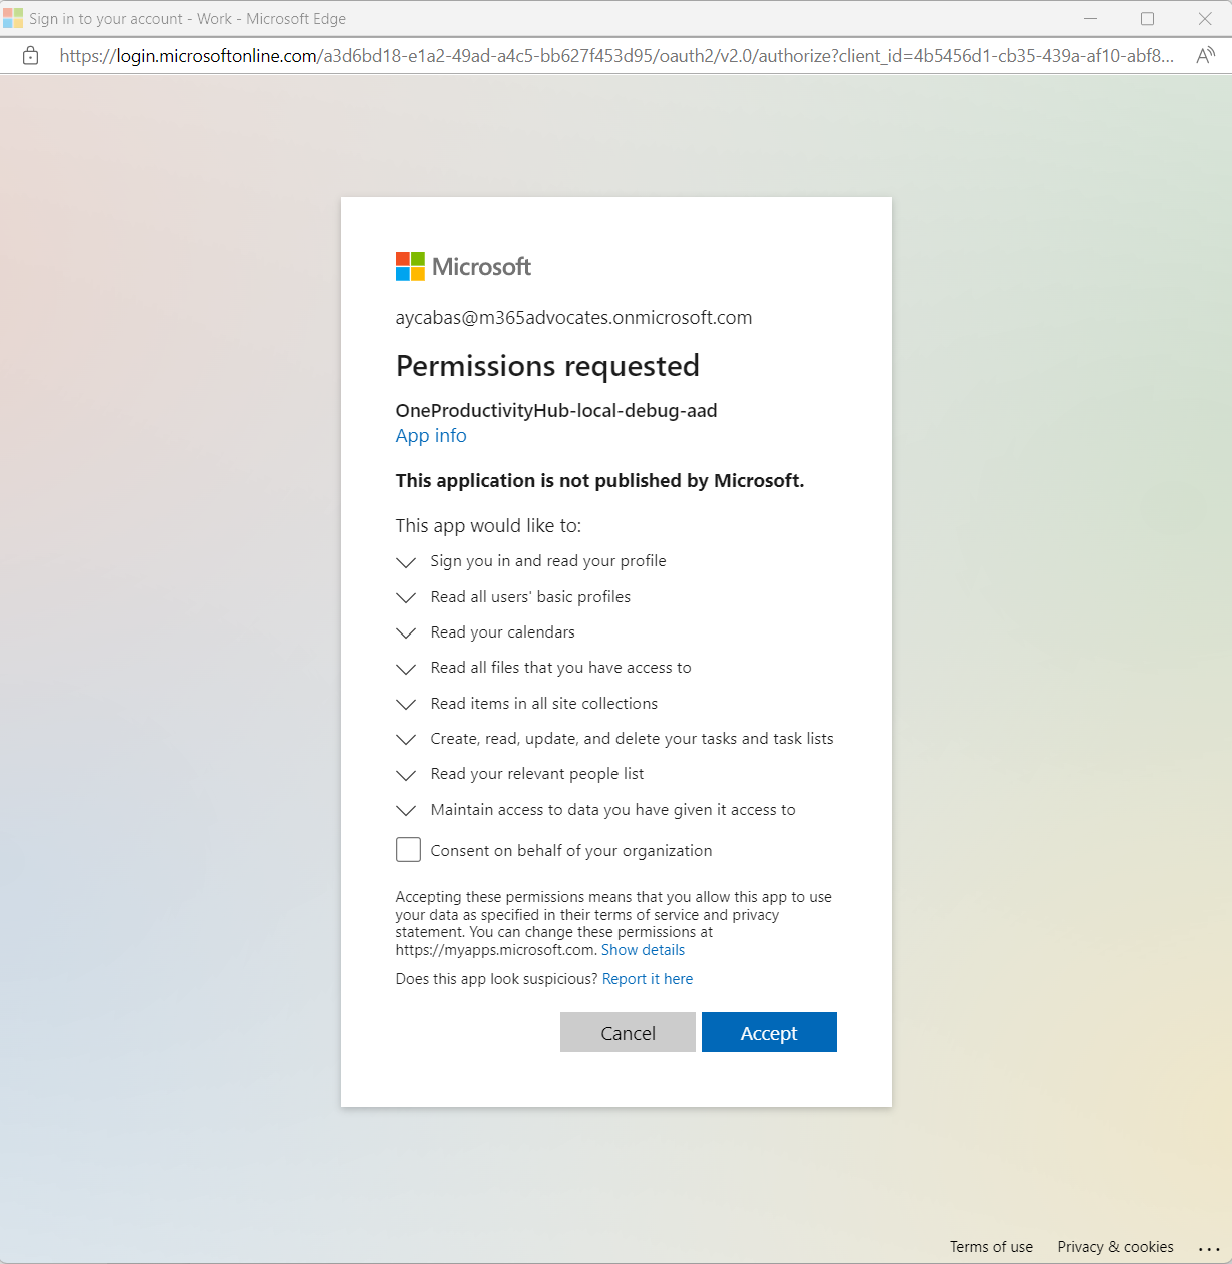 Sign in to your account - Work - Microsoft Edge
https://login.microsoftonline.com/a3d6bd18-e1a2-49ad-a4c5-bb627f453d95/oauth2/v2.0/authorize?client_id=4b5456d1-cb35-439a-af10-abf8...
Microsoft
aycabas@m365advocates.onmicrosoft.com
Permissions requested
OneProductivityHub-local-debug-aad
App info
This application is not published by Microsoft.
This app would like to:
Sign you in and read your profile
Read all users' basic profiles
Read your calendars
Read all files that you have access to
Read items in all site collections
Create, read, update, and delete your tasks and task lists
Read your relevant people list
Maintain access to data you have given it access to
Consent on behalf of your organization
Accepting these permissions means that you allow this app to use
your data as specified in their terms of service and privacy
statement. You can change these permissions at
https://myapps.microsoft.com. Show details
Does this app look suspicious? Report it here
Cancel Accept
Terms of use Privacy & cookies ...